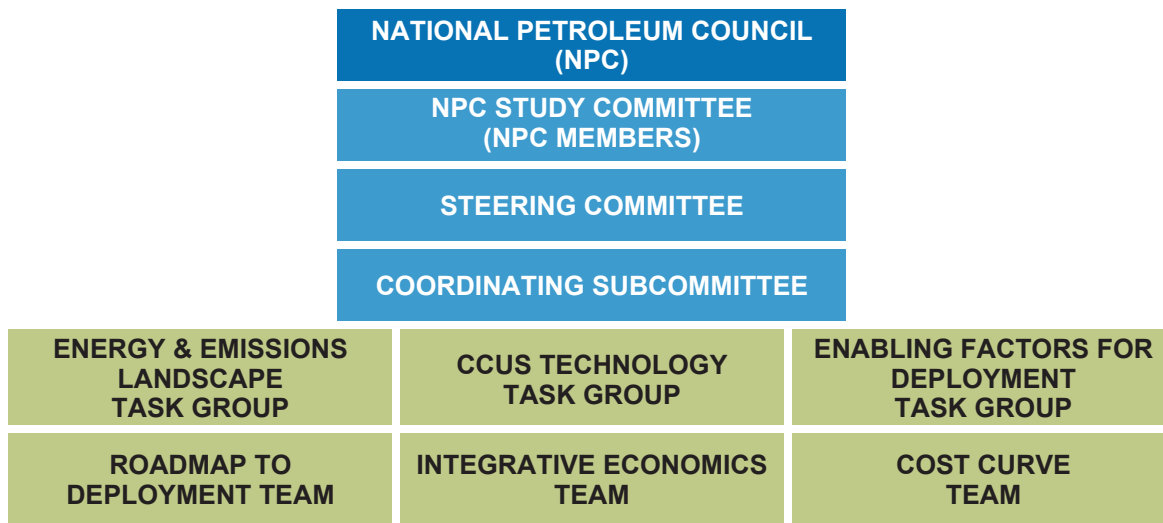 NATIONAL PETROLEUM COUNCIL
(NPC)
NPC STUDY COMMITTEE
(NPC MEMBERS)
STEERING COMMITTEE
COORDINATING SUBCOMMITTEE
ENERGY & EMISSIONS
LANDSCAPE
TASK GROUP
CCUS TECHNOLOGY
TASK GROUP
ENABLING FACTORS FOR
DEPLOYMENT
TASK GROUP
ROADMAP TO
DEPLOYMENT TEAM
INTEGRATIVE ECONOMICS
TEAM
COST CURVE
TEAM